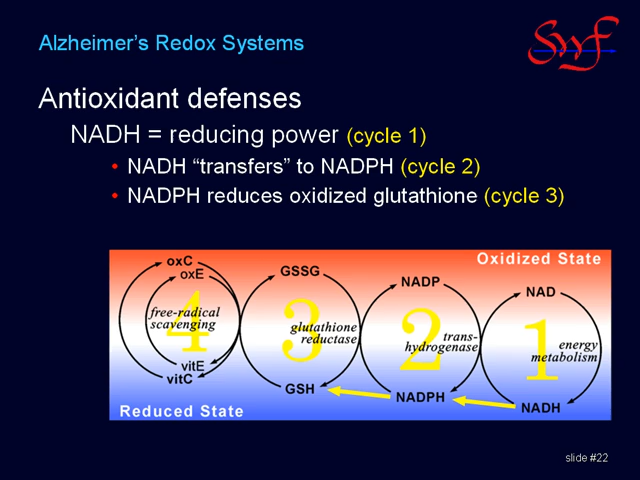 Alzheimer's Redox Systems
Swf
Antioxidant defenses
NADH = reducing power (cycle 1)
• NADH “transfers” to NADPH (cycle 2)
• NADPH reduces oxidized glutathione (cycle 3)
Oxidized State
oxC
oxE
GSSG
NADP
NAD
4
3
2
1
free-radical
scavenging
glutathione
reductase
trans-
hydrogenase
energy
metabolism
vitE
vitC
GSH
NADPH
NADH
Reduced State
slide #22